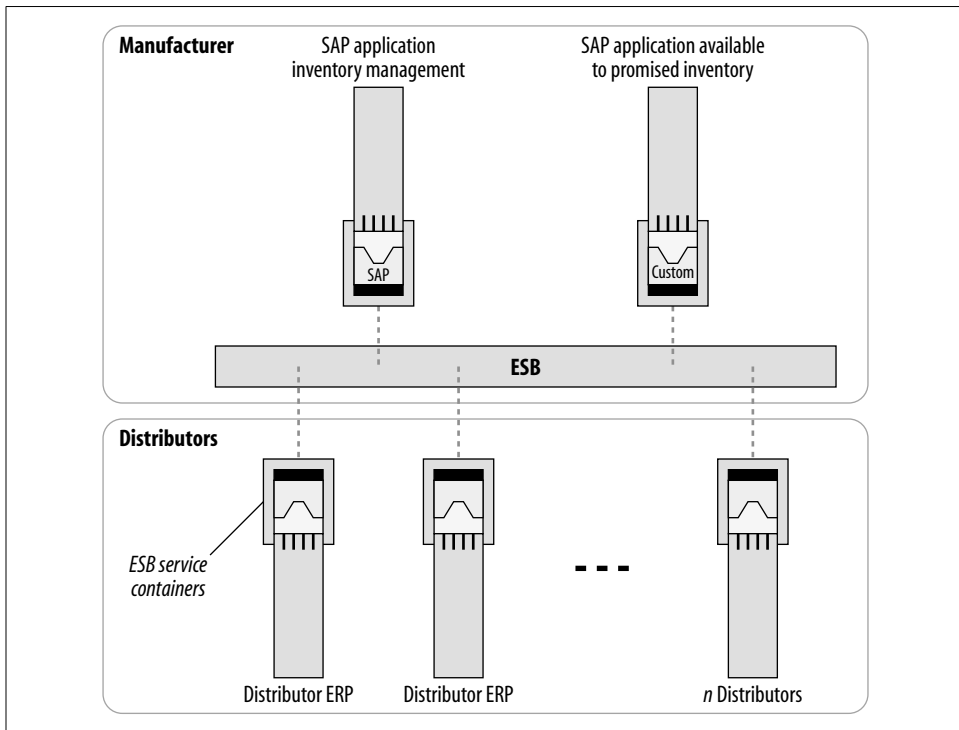 Manufacturer
SAP application
inventory management
SAP application available
to promised inventory
SAP
Custom
ESB
Distributors
ESB service
containers
Distributor ERP
Distributor ERP
n Distributors